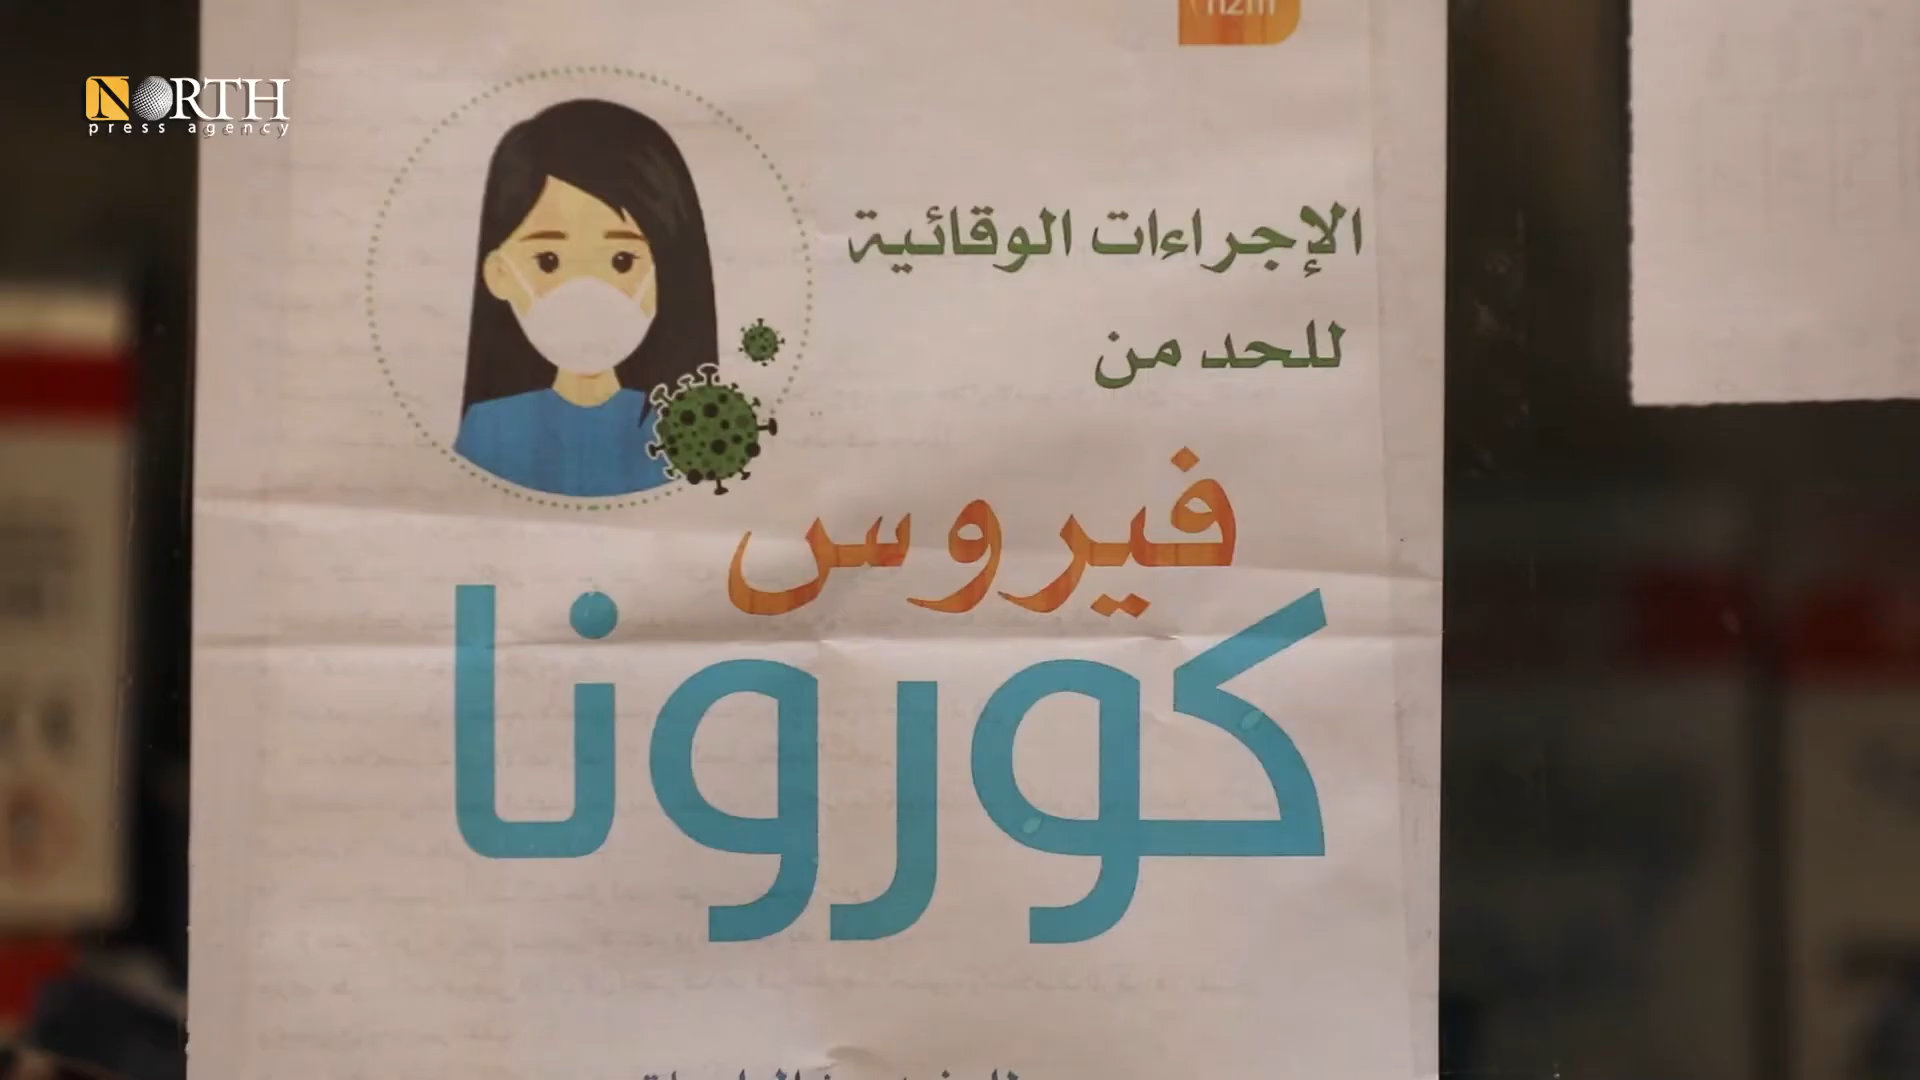 NORTH
press agency
الإجراءات الوقائية
للحد من
فيروس
كورونا